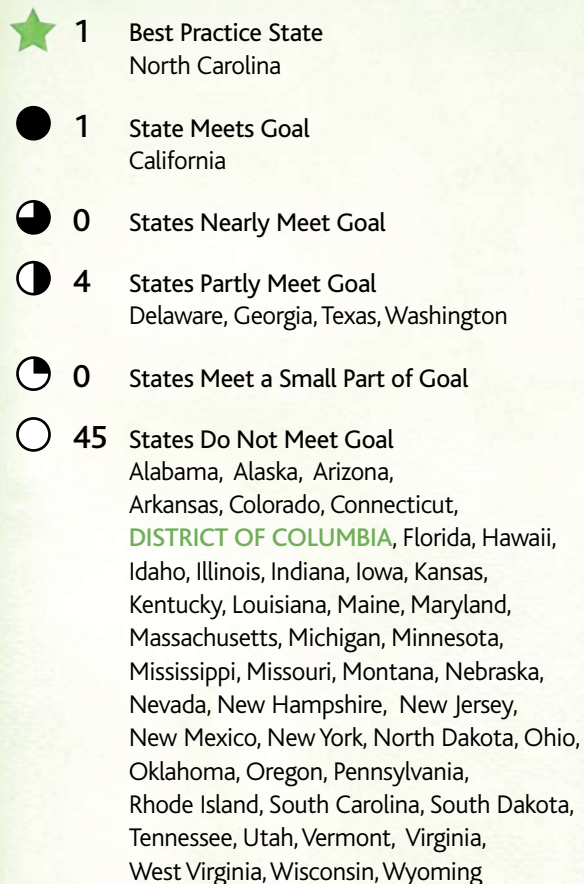 1 Best Practice State
North Carolina
1 State Meets Goal
California
0 States Nearly Meet Goal
4 States Partly Meet Goal
Delaware, Georgia, Texas, Washington
0 States Meet a Small Part of Goal
45 States Do Not Meet Goal
Alabama, Alaska, Arizona,
Arkansas, Colorado, Connecticut,
DISTRICT OF COLUMBIA, Florida, Hawaii,
Idaho, Illinois, Indiana, Iowa, Kansas,
Kentucky, Louisiana, Maine, Maryland,
Massachusetts, Michigan, Minnesota,
Mississippi, Missouri, Montana, Nebraska,
Nevada, New Hampshire, New Jersey,
New Mexico, New York, North Dakota, Ohio,
Oklahoma, Oregon, Pennsylvania,
Rhode Island, South Carolina, South Dakota,
Tennessee, Utah, Vermont, Virginia,
West Virginia, Wisconsin, Wyoming